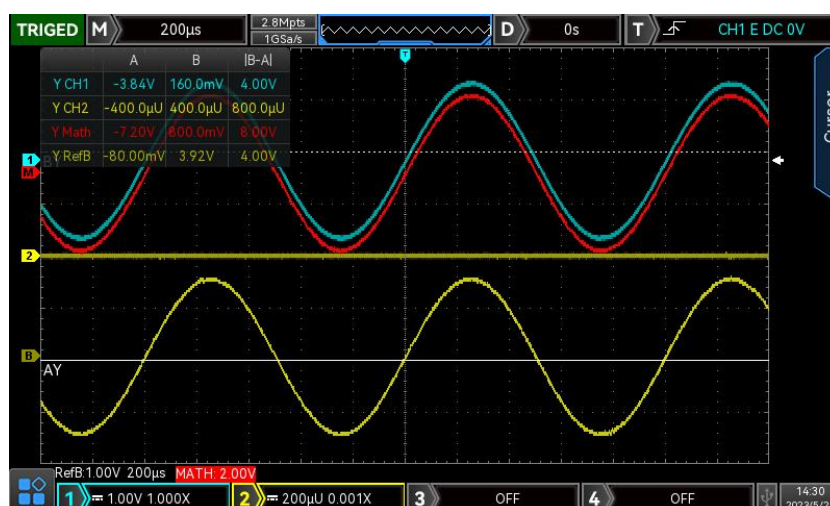 TRIGED M 200µs 2.8Mpts 1GSa/s D 0s T CH1 E DC 0V
T
A B |B-A|
Y CH1 -3.84V 160.0mV 4.00V
Y CH2 -400.0µU 400.0µU 800.0µU
Y Math -7.20V 800.0mV 8.00V
Y RefB -80.00mV 3.92V 4.00V
Cursor
1
M
2
B
AY
RefB:1.00V 200µs MATH: 2.00V
1 1.00V 1.000X 2 200µU 0.001X 3 OFF 4 OFF 14:30